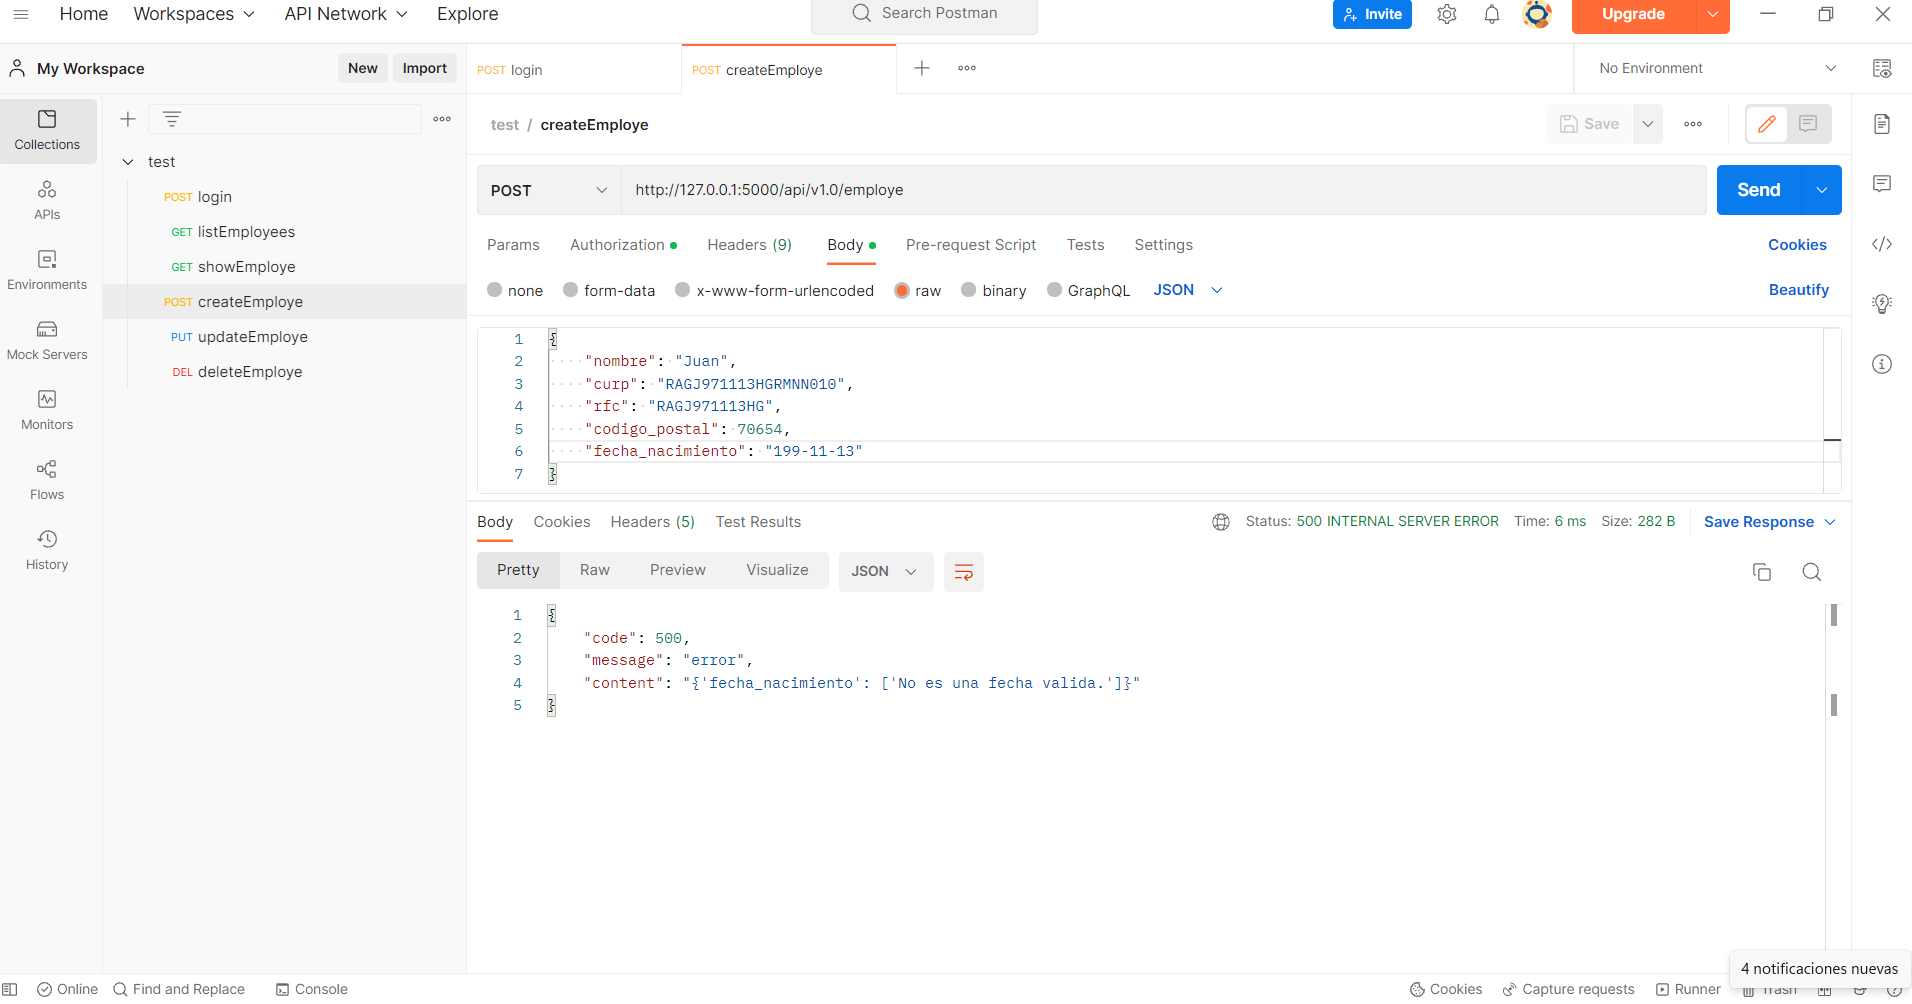 Home Workspaces API Network Explore Search Postman Invite Upgrade
My Workspace New Import POST login POST createEmploye No Environment
Collections
APIs
Environments
Mock Servers
Monitors
Flows
History
test
POST login
GET listEmployees
GET showEmploye
POST createEmploye
PUT updateEmploye
DEL deleteEmploye
test / createEmploye Save
POST http://127.0.0.1:5000/api/v1.0/employe Send
Params Authorization Headers (9) Body Pre-request Script Tests Settings Cookies
none form-data x-www-form-urlencoded raw binary GraphQL JSON Beautify
1 {
2 "nombre": "Juan",
3 "curp": "RAGJ971113HGRMNN010",
4 "rfc": "RAGJ971113HG",
5 "codigo_postal": 70654,
6 "fecha_nacimiento": "199-11-13"
7 }
Body Cookies Headers (5) Test Results Status: 500 INTERNAL SERVER ERROR Time: 6 ms Size: 282 B Save Response
Pretty Raw Preview Visualize JSON
1 {
2 "code": 500,
3 "message": "error",
4 "content": "{'fecha_nacimiento': ['No es una fecha valida.']}"
5 }
4 notificaciones nuevas
Online Find and Replace Console Cookies Capture requests Runner Trash